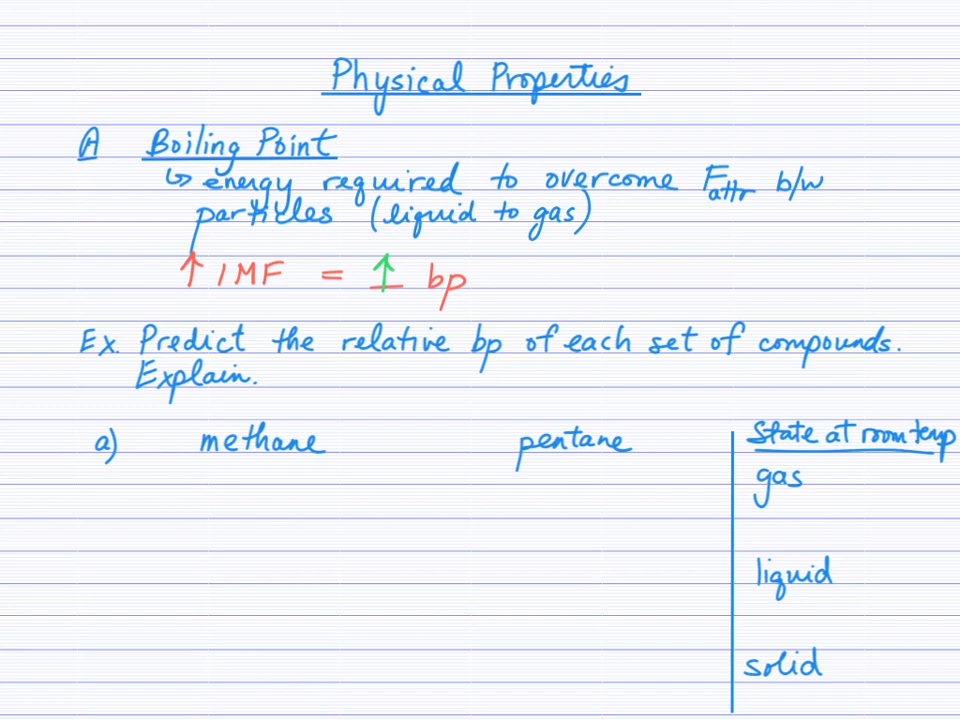 Physical Properties
A Boiling Point
↳ energy required to overcome Fattr b/w
particles (liquid to gas)
↑ IMF = ↑ bp
Ex. Predict the relative bp of each set of compounds.
Explain.
a) methane pentane State at room temp
gas
liquid
solid